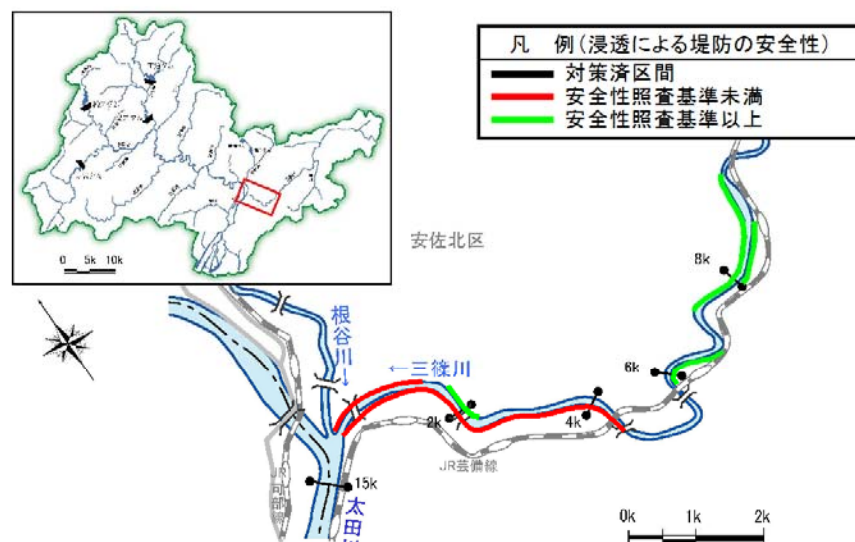 凡 例(浸透による堤防の安全性)
対策済区間
安全性照査基準未満
安全性照査基準以上
0 5k 10k
安佐北区
8k
根谷川↓
←三篠川
6k
2k
4k
JR芸備線
JR可部線
15k
太田川
0k 1k 2k